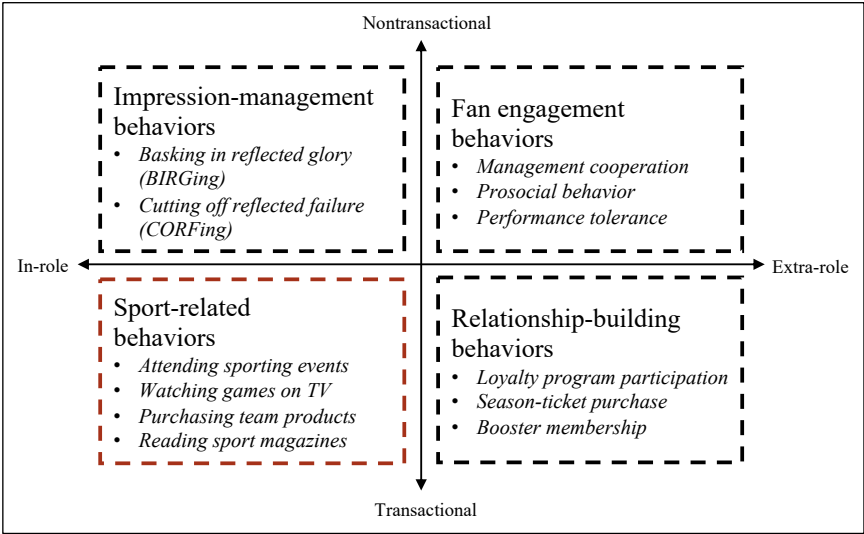 Nontransactional
Impression-management
behaviors
• Basking in reflected glory
(BIRGing)
• Cutting off reflected failure
(CORFing)
Fan engagement
behaviors
• Management cooperation
• Prosocial behavior
• Performance tolerance
In-role
Extra-role
Sport-related
behaviors
• Attending sporting events
• Watching games on TV
• Purchasing team products
• Reading sport magazines
Relationship-building
behaviors
• Loyalty program participation
• Season-ticket purchase
• Booster membership
Transactional